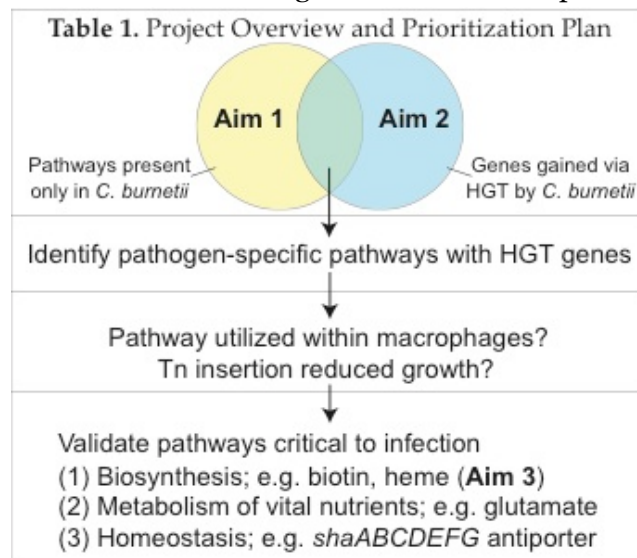 Table 1. Project Overview and Prioritization Plan
Aim 1
Aim 2
Pathways present
only in C. burnetii
Genes gained via
HGT by C. burnetii
Identify pathogen-specific pathways with HGT genes
Pathway utilized within macrophages?
Tn insertion reduced growth?
Validate pathways critical to infection
(1) Biosynthesis; e.g. biotin, heme (Aim 3)
(2) Metabolism of vital nutrients; e.g. glutamate
(3) Homeostasis; e.g. shaABCDEFG antiporter